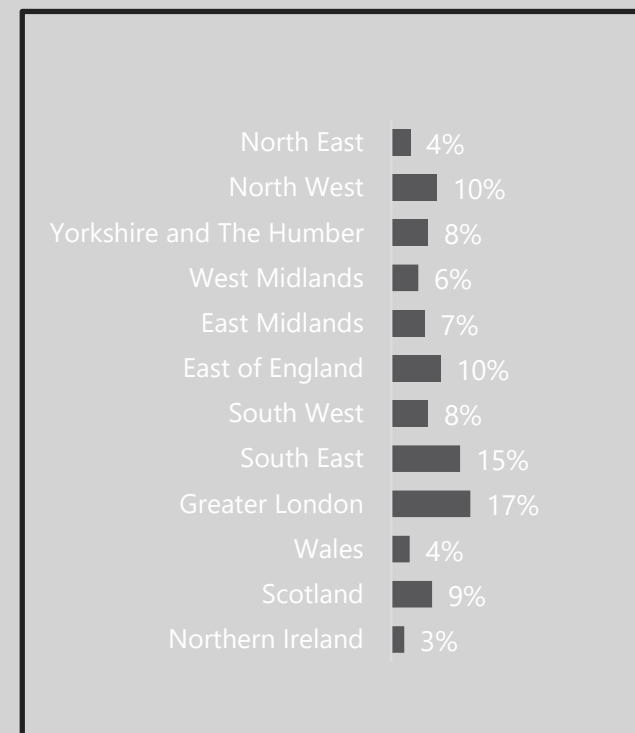 North East 4%
North West 10%
Yorkshire and The Humber 8%
West Midlands 6%
East Midlands 7%
East of England 10%
South West 8%
South East 15%
Greater London 17%
Wales 4%
Scotland 9%
Northern Ireland 3%